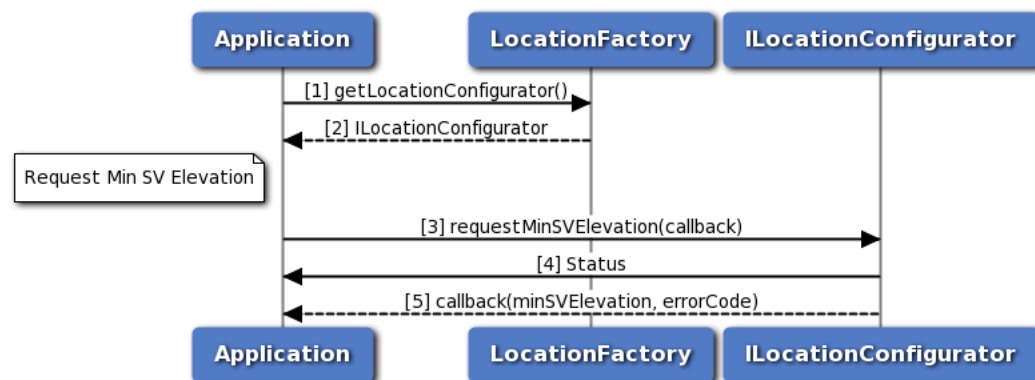 Application LocationFactory ILocationConfigurator
[1] getLocationConfigurator()
[2] ILocationConfigurator
Request Min SV Elevation
[3] requestMinSVElevation(callback)
[4] Status
[5] callback(minSVElevation, errorCode)
Application LocationFactory ILocationConfigurator